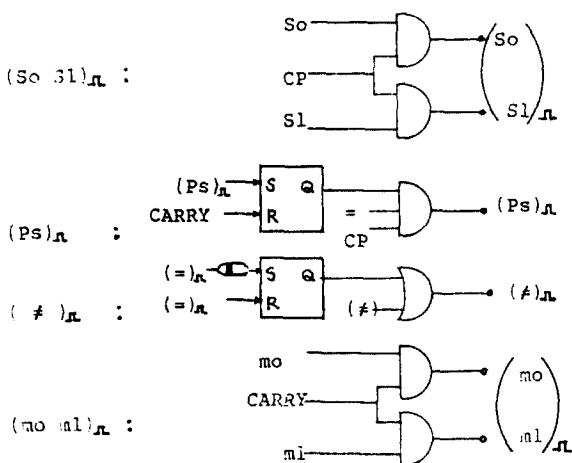 So So
(So S1)⎍ : CP
S1 S1 ⎍
(Ps)⎍ S Q (Ps)⎍
CARRY R =
(Ps)⎍ : CP
(=)⎍ S Q (≠)⎍
( ≠ )⎍ : (=)⎍ R (≠)
mo mo
CARRY
(mo m1)⎍ : m1 m1 ⎍